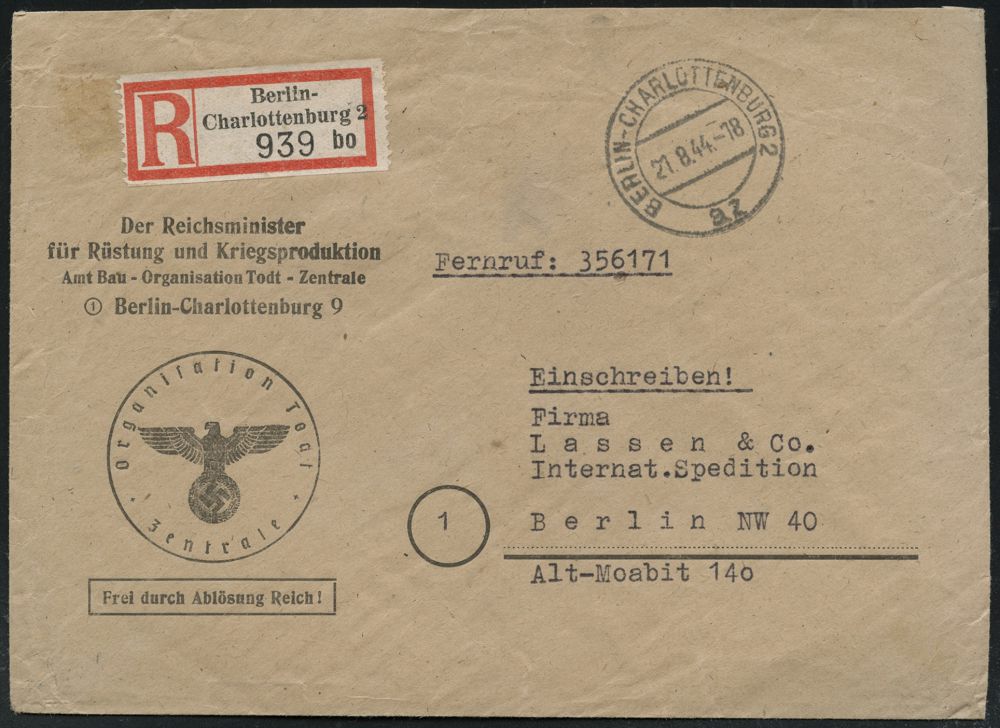 R
Berlin-
Charlottenburg 2
939 bo
BERLIN-CHARLOTTENBURG 2
21.8.44.-18
az
Der Reichsminister
für Rüstung und Kriegsproduktion
Amt Bau - Organisation Todt - Zentrale
① Berlin-Charlottenburg 9
Fernruf: 356171
Organiſation Todt
Zentrale
Frei durch Ablösung Reich!
Einschreiben!
Firma
Lassen & Co.
Internat.Spedition
1
Berlin NW 40
Alt-Moabit 14o